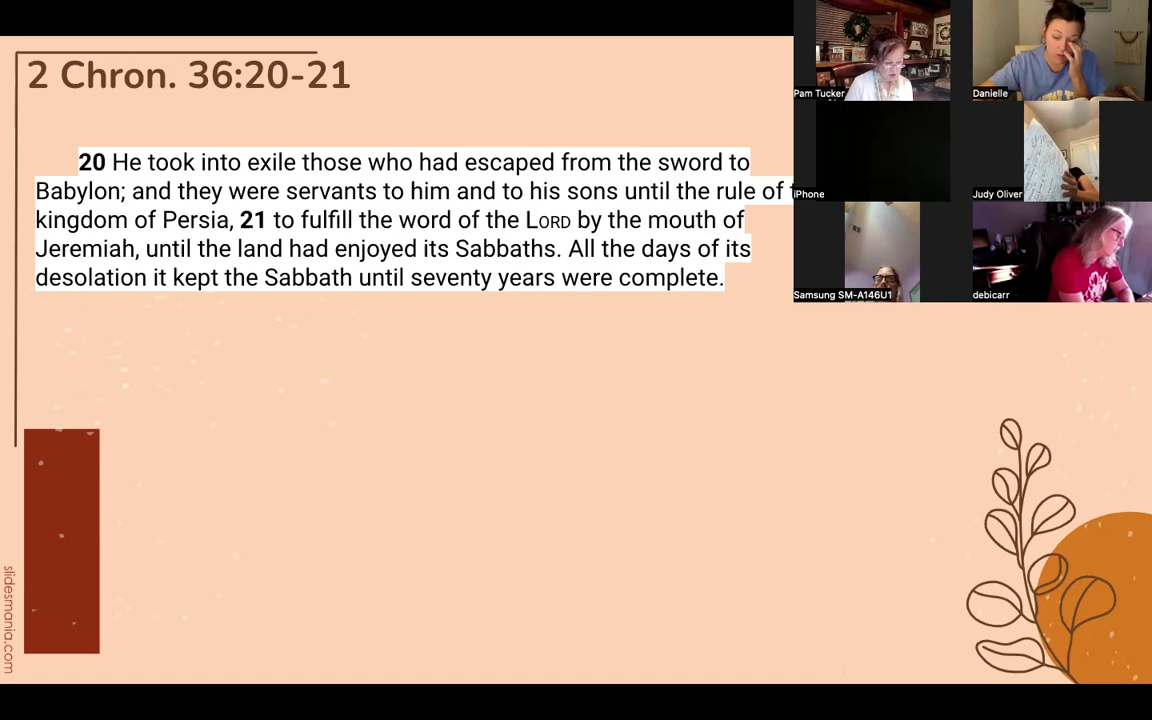 2 Chron. 36:20-21
20 He took into exile those who had escaped from the sword to
Babylon; and they were servants to him and to his sons until the rule of
kingdom of Persia, 21 to fulfill the word of the LORD by the mouth of
Jeremiah, until the land had enjoyed its Sabbaths. All the days of its
desolation it kept the Sabbath until seventy years were complete.
Pam Tucker
Danielle
iPhone
Judy Oliver
Samsung SM-A146U1
debicarr
slidesmania.com